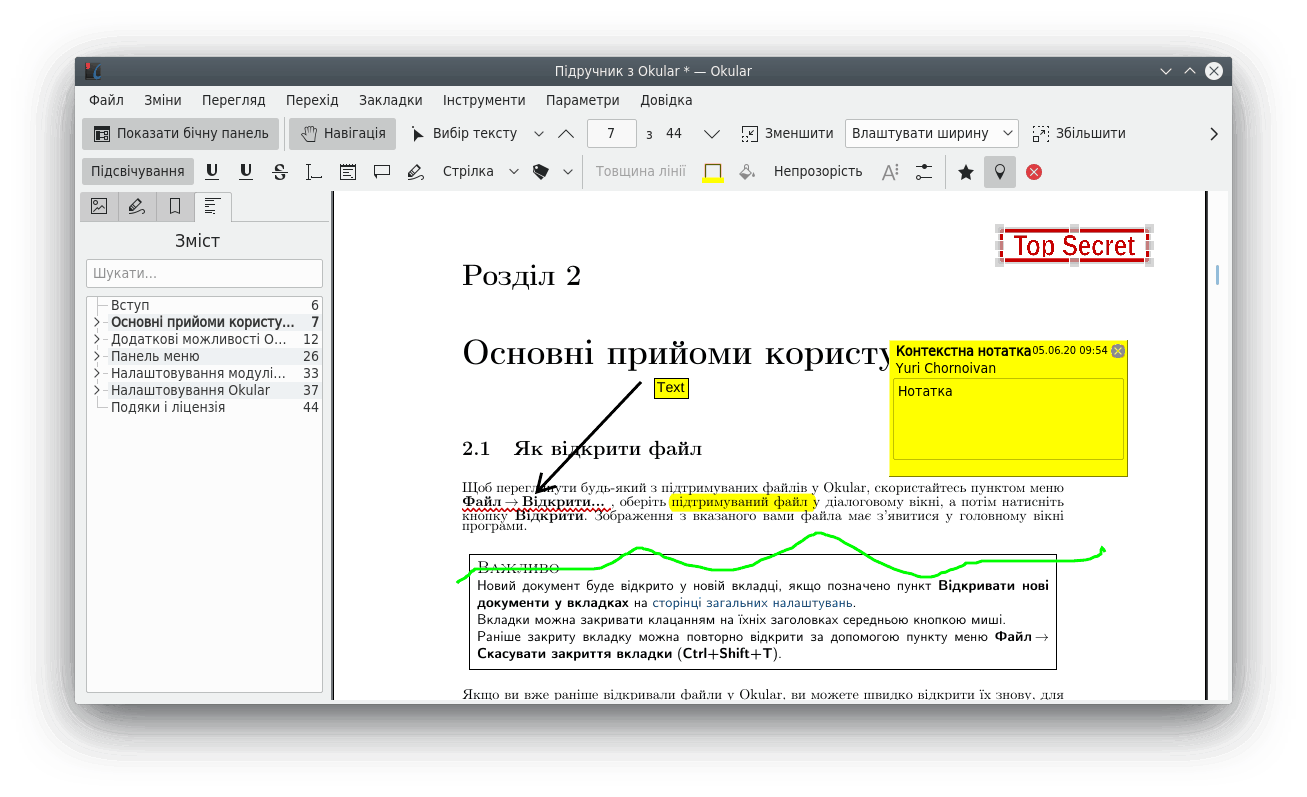 Підручник з Okular * — Okular
Файл Зміни Перегляд Перехід Закладки Інструменти Параметри Довідка
Показати бічну панель Навігація Вибір тексту 7 з 44 Зменшити Влаштувати ширину Збільшити
Підсвічування U U S Стрілка Товщина лінії Непрозорість A
Зміст
Шукати...
Вступ 6
Основні прийоми користу... 7
Додаткові можливості O... 12
Панель меню 26
Налаштовування модулі... 33
Налаштовування Okular 37
Подяки і ліцензія 44
Top Secret
Розділ 2
Основні прийоми користу
Контекстна нотатка 05.06.20 09:54
Yuri Chornoivan
Нотатка
Text
2.1 Як відкрити файл
Щоб переглянути будь-який з підтримуваних файлів у Okular, скористайтесь пунктом меню
Файл → Відкрити... , оберіть підтримуваний файл у діалоговому вікні, а потім натисніть
кнопку Відкрити. Зображення з вказаного вами файла має з’явитися у головному вікні
програми.
Важливо
Новий документ буде відкрито у новій вкладці, якщо позначено пункт Відкривати нові
документи у вкладках на сторінці загальних налаштувань.
Вкладки можна закривати клацанням на їхніх заголовках середньою кнопкою миші.
Раніше закриту вкладку можна повторно відкрити за допомогою пункту меню Файл →
Скасувати закриття вкладки (Ctrl+Shift+T).
Якщо ви вже раніше відкривали файли у Okular, ви можете швидко відкрити їх знову, для